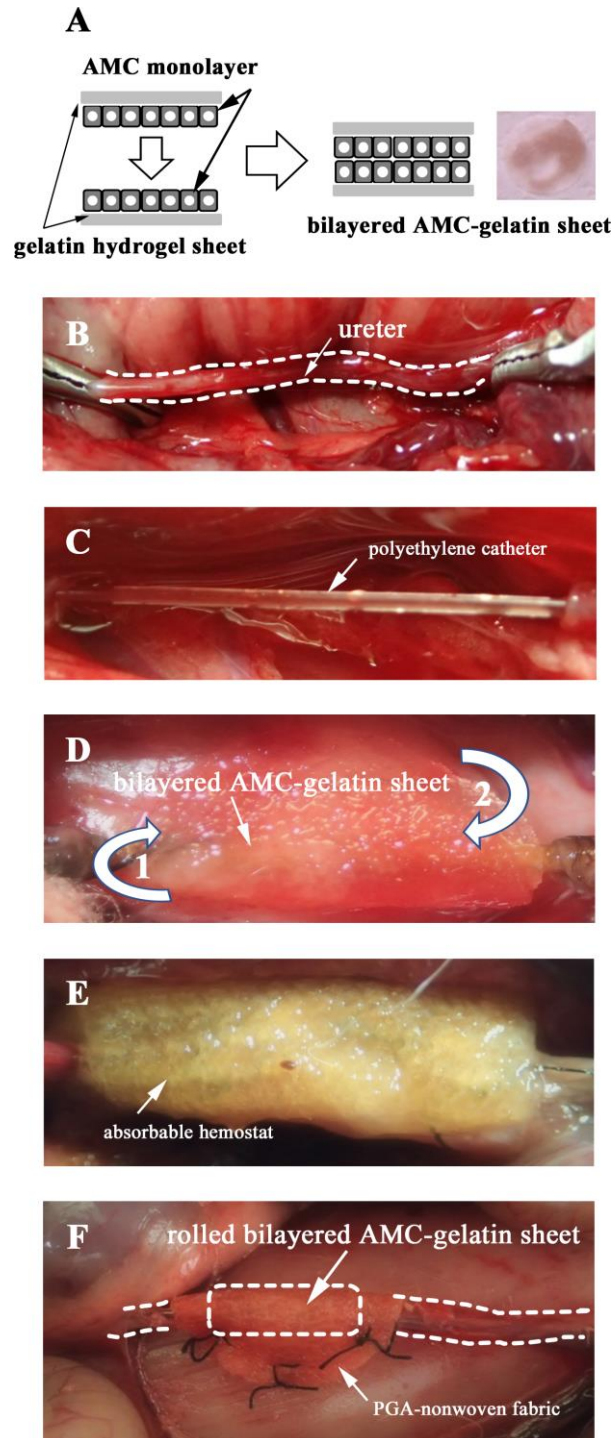 A
AMC monolayer
gelatin hydrogel sheet
bilayered AMC-gelatin sheet
B
ureter
C
polyethylene catheter
D
bilayered AMC-gelatin sheet
2
1
E
absorbable hemostat
F
rolled bilayered AMC-gelatin sheet
PGA-nonwoven fabric